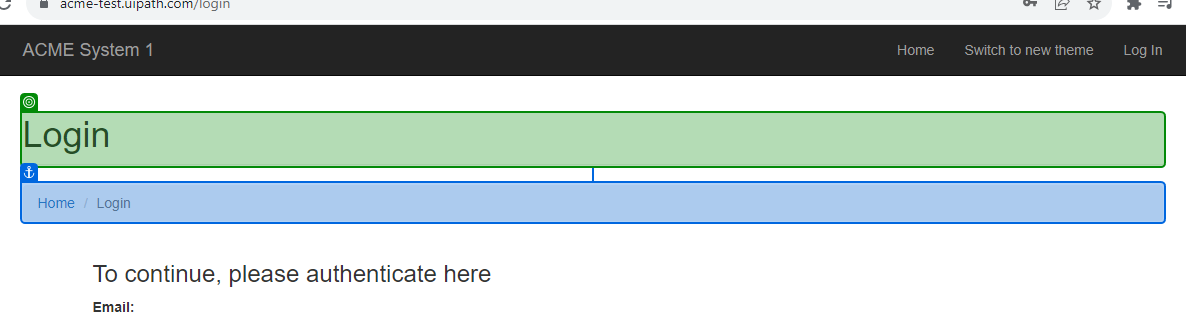 acme-test.uipath.com/login
ACME System 1 Home Switch to new theme Log In
Login
Home / Login
To continue, please authenticate here
Email: